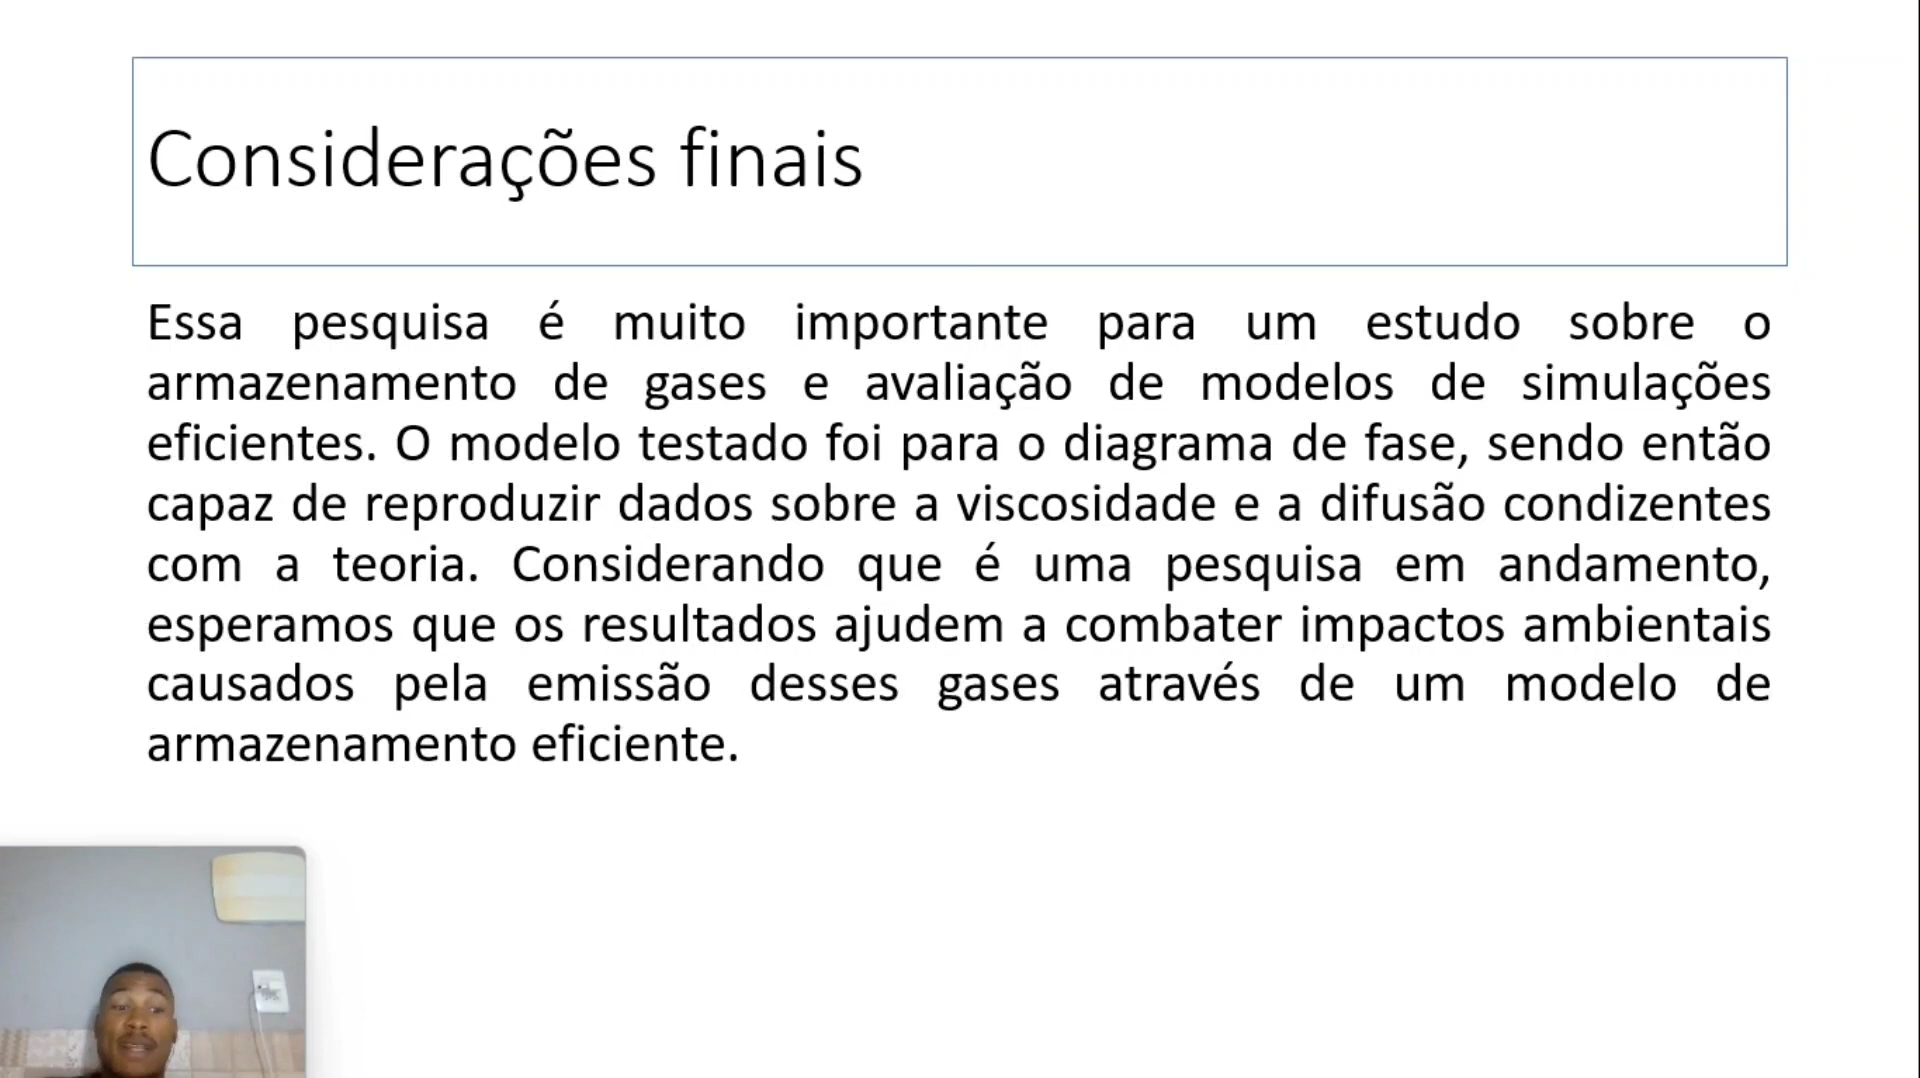 Considerações finais
Essa pesquisa é muito importante para um estudo sobre o
armazenamento de gases e avaliação de modelos de simulações
eficientes. O modelo testado foi para o diagrama de fase, sendo então
capaz de reproduzir dados sobre a viscosidade e a difusão condizentes
com a teoria. Considerando que é uma pesquisa em andamento,
esperamos que os resultados ajudem a combater impactos ambientais
causados pela emissão desses gases através de um modelo de
armazenamento eficiente.